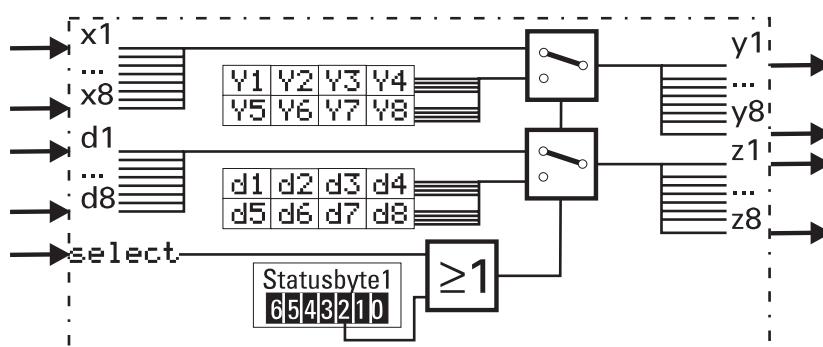 x1
...
x8
Y1 Y2 Y3 Y4
Y5 Y6 Y7 Y8
y1
...
y8
d1
...
d8
d1 d2 d3 d4
d5 d6 d7 d8
z1
...
z8
select
≥1
Statusbyte1
6543210